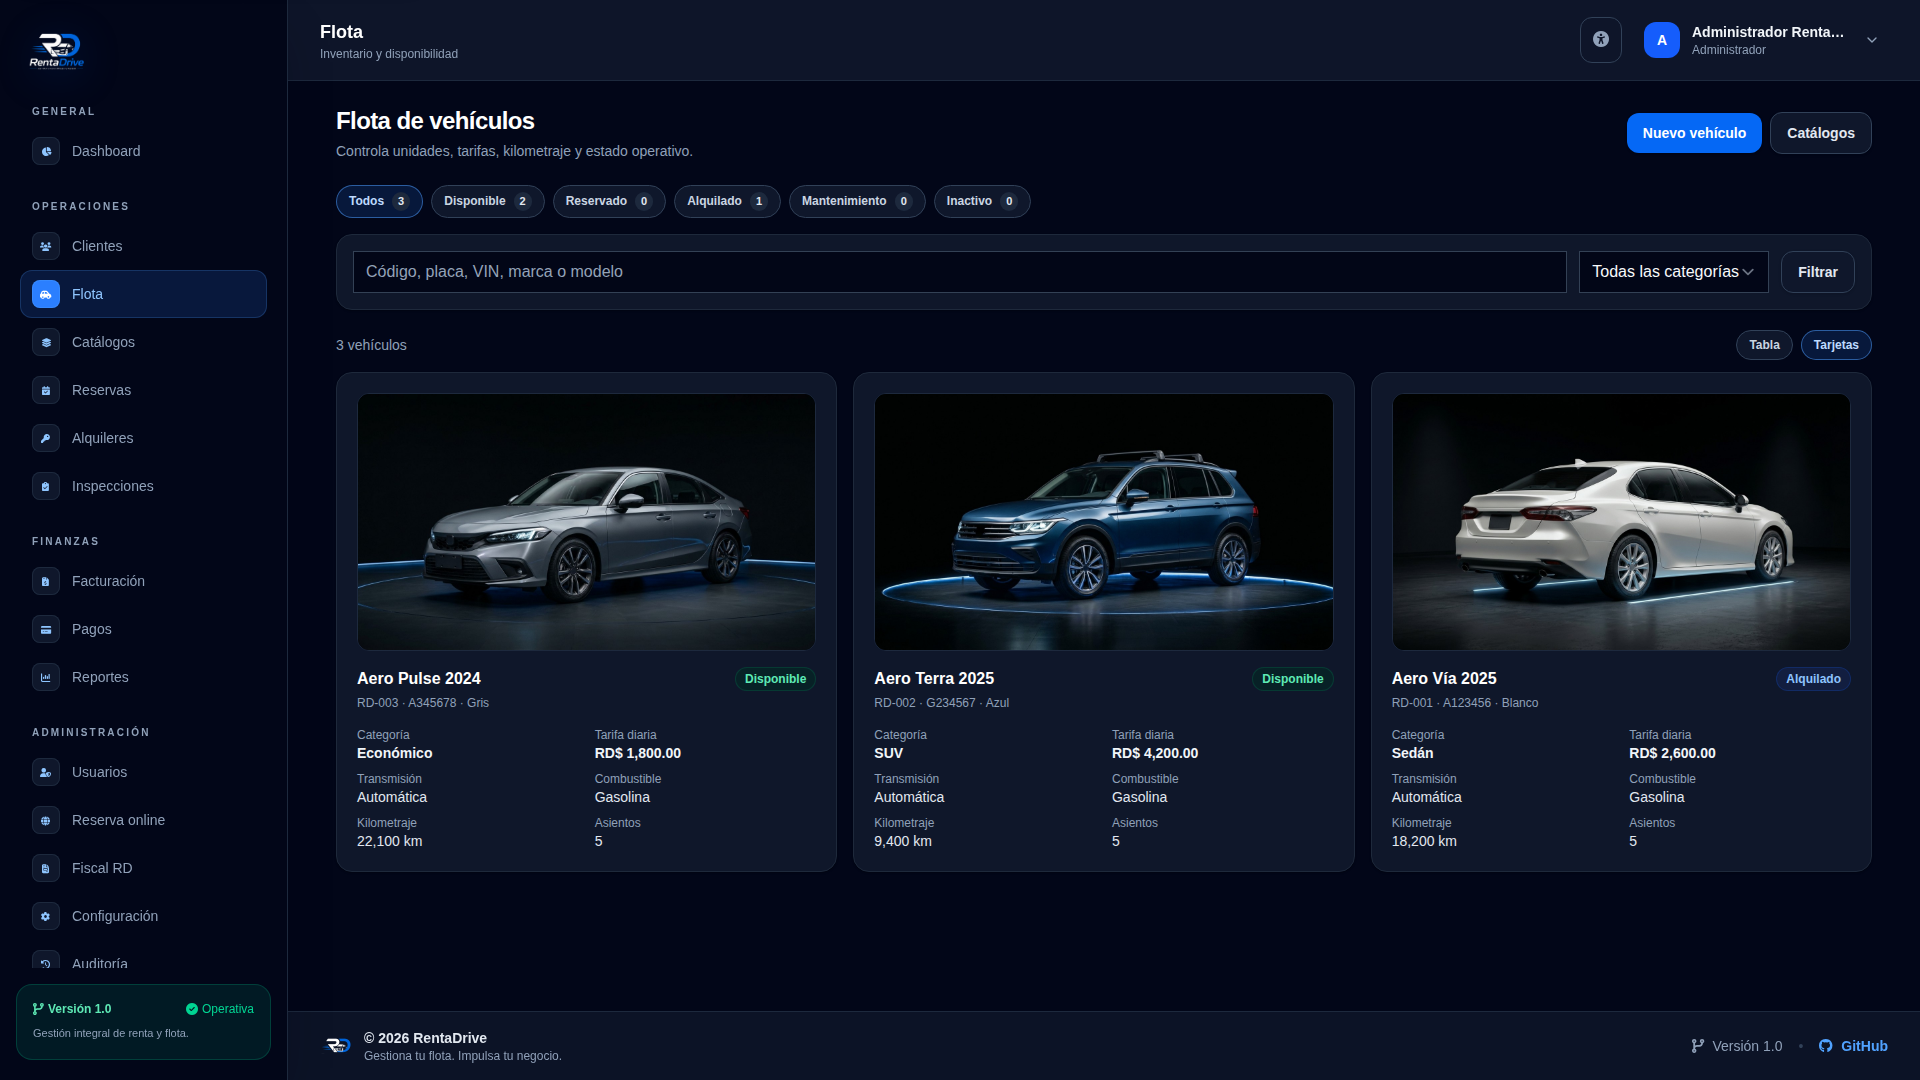 RentaDrive
GENERAL
Dashboard
OPERACIONES
Clientes
Flota
Catálogos
Reservas
Alquileres
Inspecciones
FINANZAS
Facturación
Pagos
Reportes
ADMINISTRACIÓN
Usuarios
Reserva online
Fiscal RD
Configuración
Auditoría
Versión 1.0 Operativa
Gestión integral de renta y flota.
Flota
Inventario y disponibilidad
A
Administrador Renta...
Administrador
Flota de vehículos
Controla unidades, tarifas, kilometraje y estado operativo.
Nuevo vehículo Catálogos
Todos 3 Disponible 2 Reservado 0 Alquilado 1 Mantenimiento 0 Inactivo 0
Código, placa, VIN, marca o modelo Todas las categorías Filtrar
3 vehículos Tabla Tarjetas
Aero Pulse 2024 Disponible
RD-003 · A345678 · Gris
Categoría Tarifa diaria
Económico RD$ 1,800.00
Transmisión Combustible
Automática Gasolina
Kilometraje Asientos
22,100 km 5
Aero Terra 2025 Disponible
RD-002 · G234567 · Azul
Categoría Tarifa diaria
SUV RD$ 4,200.00
Transmisión Combustible
Automática Gasolina
Kilometraje Asientos
9,400 km 5
Aero Vía 2025 Alquilado
RD-001 · A123456 · Blanco
Categoría Tarifa diaria
Sedán RD$ 2,600.00
Transmisión Combustible
Automática Gasolina
Kilometraje Asientos
18,200 km 5
© 2026 RentaDrive
Gestiona tu flota. Impulsa tu negocio.
Versión 1.0 • GitHub